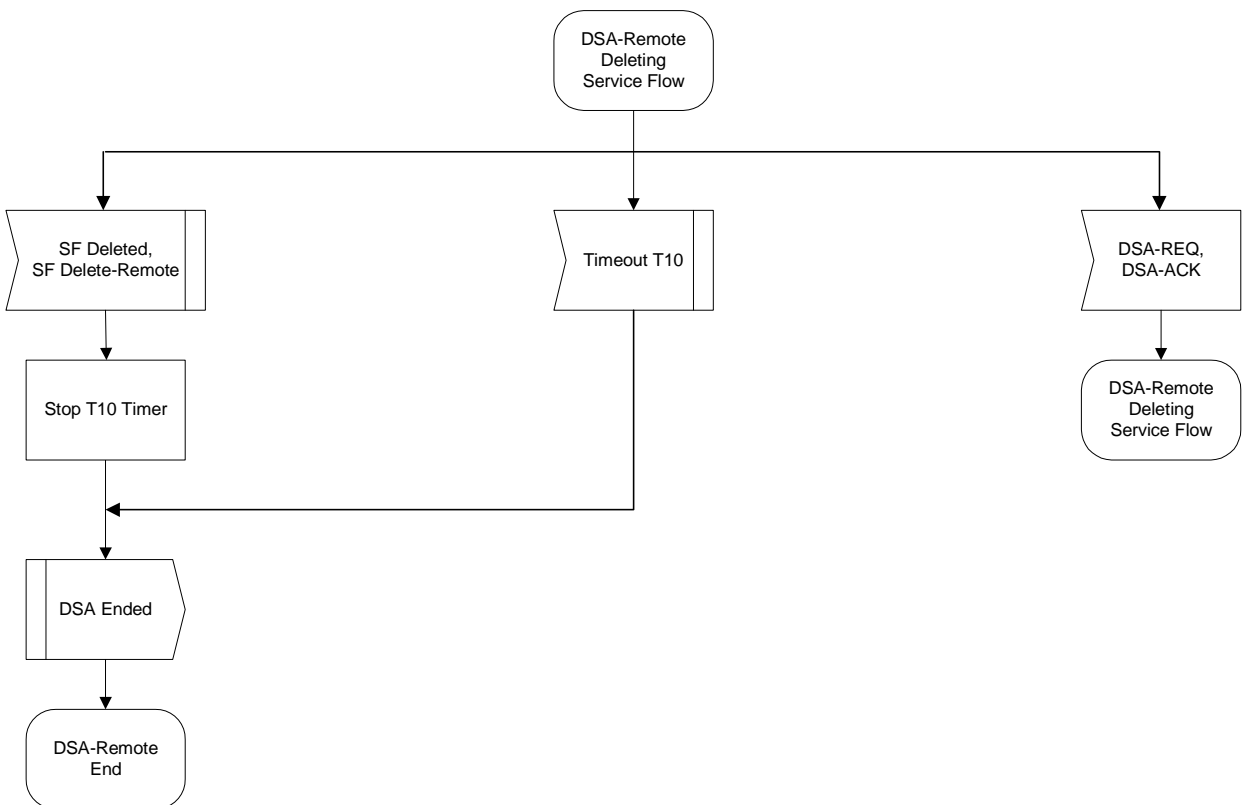 DSA-Remote
Deleting
Service Flow
SF Deleted,
SF Delete-Remote
Timeout T10
DSA-REQ,
DSA-ACK
Stop T10 Timer
DSA-Remote
Deleting
Service Flow
DSA Ended
DSA-Remote
End